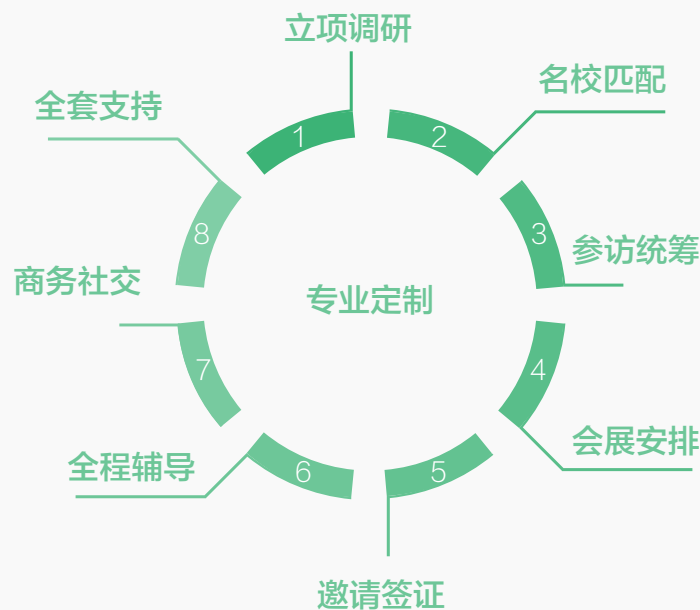 立项调研
1
名校匹配
2
参访统筹
3
会展安排
4
邀请签证
5
全程辅导
6
商务社交
7
全套支持
8
专业定制